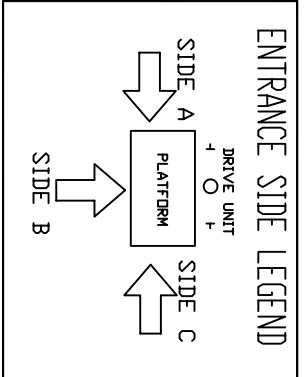 ENTRANCE SIDE LEGEND
DRIVE UNIT
SIDE A
PLATFORM
SIDE C
SIDE B